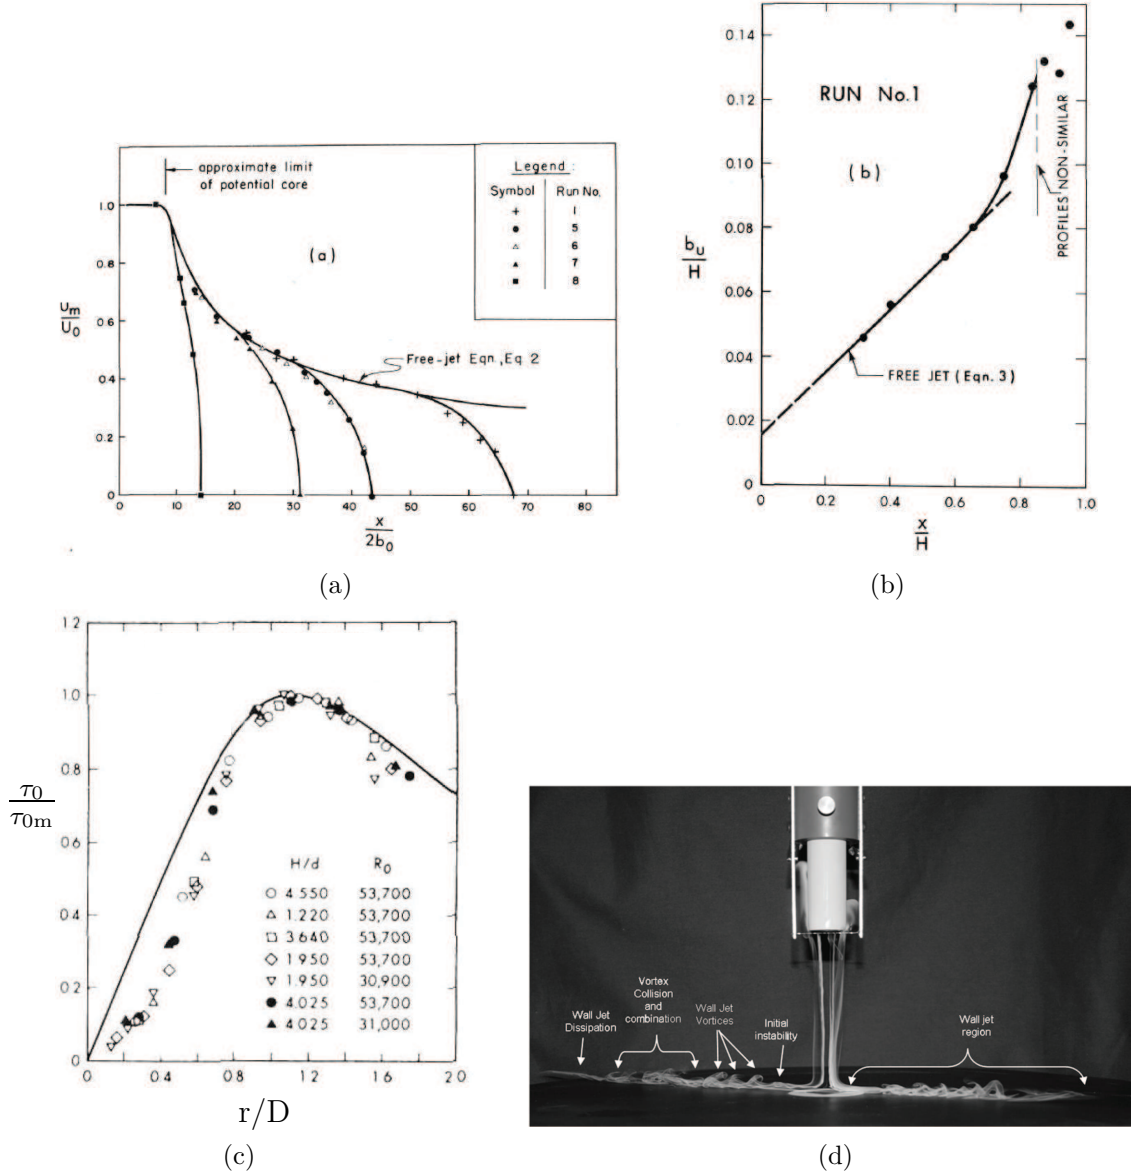 approximate limit
of potential core
Legend :
Symbol Run No.
+ 1
● 5
△ 6
▲ 7
■ 8
(a)
1.0
0.8
0.6
0.4
0.2
0
u_m
U_0
Free-jet Eqn., Eq. 2
0 10 20 30 40 50 60 70 80
x
2b_0
(a)
0.14
0.12
0.10
0.08
0.06
0.04
0.02
0
b_u
H
RUN No.1
(b)
PROFILES NON-SIMILAR
FREE JET (Eqn. 3)
0 0.2 0.4 0.6 0.8 1.0
x
H
(b)
1.2
1.0
0.8
0.6
0.4
0.2
0
τ_0
τ_0m
H/d R_0
○ 4.550 53,700
△ 1.220 53,700
□ 3.640 53,700
◇ 1.950 53,700
▽ 1.950 30,900
● 4.025 53,700
▲ 4.025 31,000
0 0.4 0.8 1.2 1.6 2.0
r/D
(c)
Wall Jet
Dissipation
Vortex
Collision
and
combination
Wall Jet
Vortices
Initial
instability
Wall jet
region
(d)